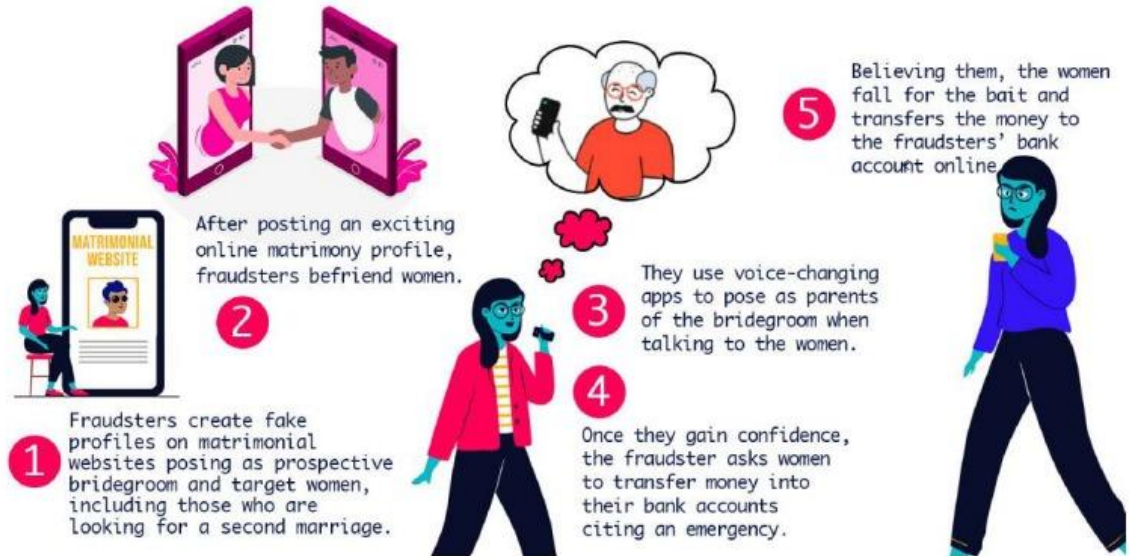 MATRIMONIAL
WEBSITE
1
Fraudsters create fake
profiles on matrimonial
websites posing as prospective
bridegroom and target women,
including those who are
looking for a second marriage.
2
After posting an exciting
online matrimony profile,
fraudsters befriend women.
3
They use voice-changing
apps to pose as parents
of the bridegroom when
talking to the women.
4
Once they gain confidence,
the fraudster asks women
to transfer money into
their bank accounts
citing an emergency.
5
Believing them, the women
fall for the bait and
transfers the money to
the fraudsters’ bank
account online.